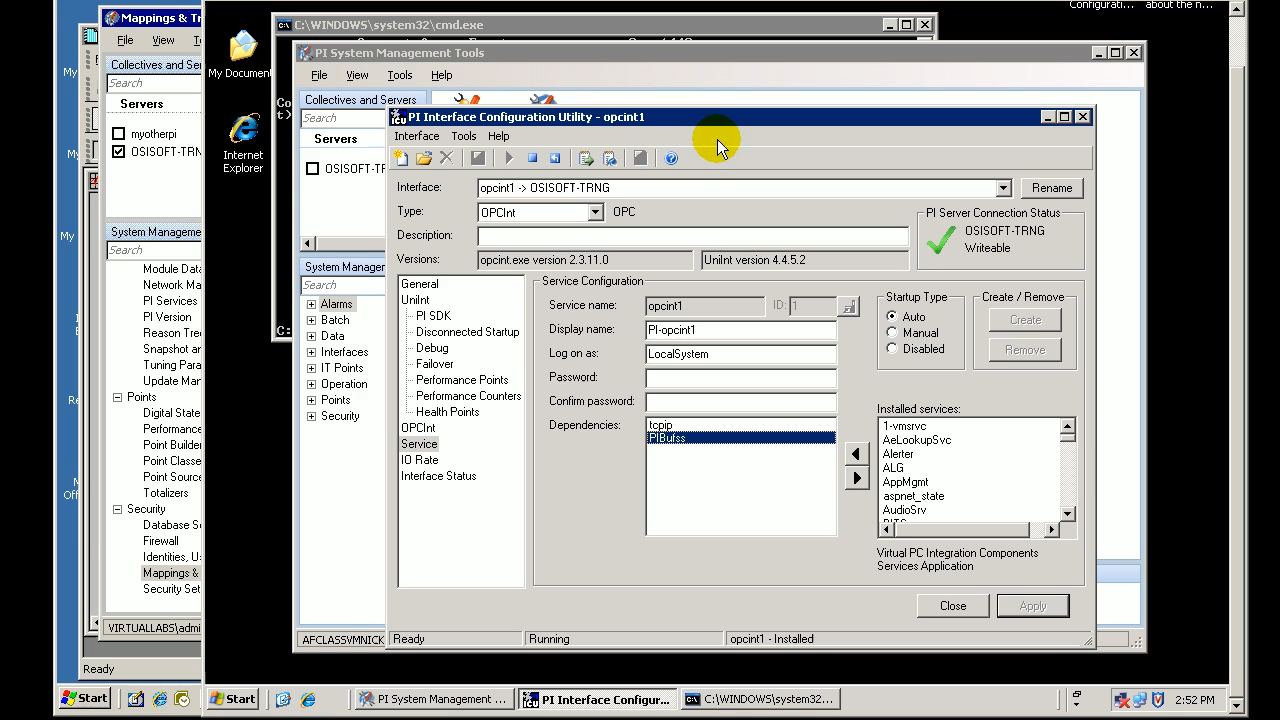 Configurati... about the n...
Mappings & Tr
File View
Collectives and Ser
Search
Servers
myotherpi
OSISOFT-TRN
System Manageme
Search
Module Data
Network Ma
PI Services
PI Version
Reason Tree
Snapshot ar
Tuning Para
Update Man
Points
Digital State
Performanc
Point Builder
Point Classe
Point Source
Totalizers
Security
Database S
Firewall
Identities, U
Mappings &
Security Set
VIRTUALLABS\admi
Ready
Start
My Documen
Internet
Explorer
C:\WINDOWS\system32\cmd.exe
PI System Management Tools
File View Tools Help
Collectives and Servers
Search
Servers
OSISOFT-TF
System Manager
Search
Alarms
Batch
Data
Interfaces
IT Points
Operation
Points
Security
AFCLASSVMNICK
PI Interface Configuration Utility - opcint1
Interface Tools Help
Interface: opcint1 -> OSISOFT-TRNG Rename
Type: OPCInt OPC
Description:
Versions: opcint.exe version 2.3.11.0 UniInt version 4.4.5.2
PI Server Connection Status
OSISOFT-TRNG
Writeable
General
UniInt
PI SDK
Disconnected Startup
Debug
Failover
Performance Points
Performance Counters
Health Points
OPCInt
Service
IO Rate
Interface Status
Service Configuration
Service name: opcint1 ID: 1
Display name: PI-opcint1
Log on as: LocalSystem
Password:
Confirm password:
Dependencies: tcpip
PIBufss
Startup Type
Auto
Manual
Disabled
Create / Remove
Create
Remove
Installed services:
1-vmsrvc
AeLookupSvc
Alerter
ALG
AppMgmt
aspnet_state
AudioSrv
BITS
Virtual PC Integration Components
Services Application
Close Apply
Ready Running opcint1 - Installed
Start PI System Management ... PI Interface Configur... C:\WINDOWS\system32... 2:52 PM